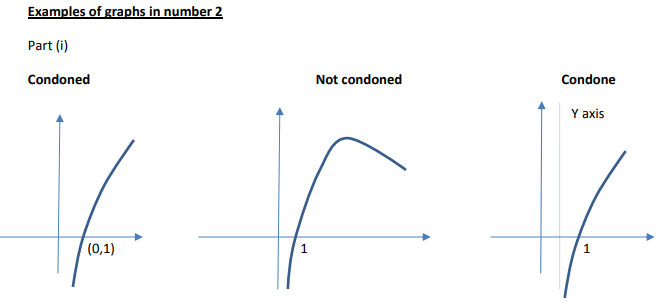 Examples of graphs in number 2
Part (i)
Condoned
Not condoned
Condone
Y axis
(0,1)
1
1